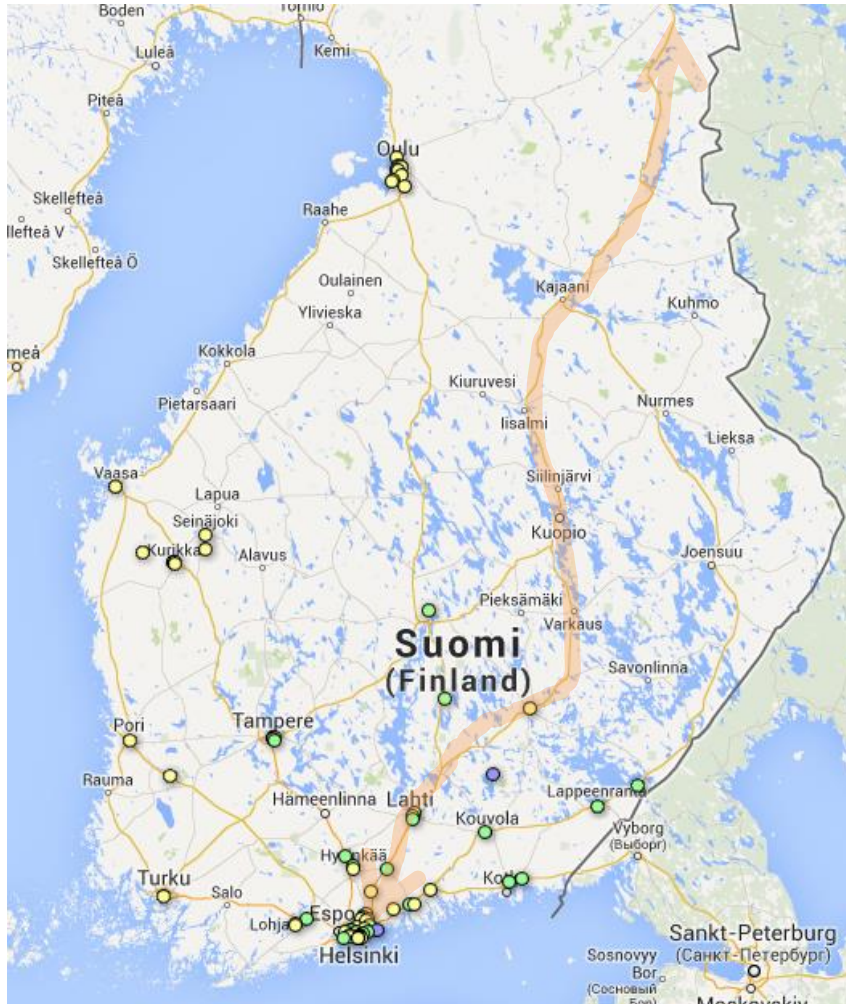 Boden
Tornio
Kemi
Luleå
Piteå
Oulu
Skellefteå
Raahe
Skellefteå Ö
Oulainen
Kajaani
Kuhmo
Ylivieska
Kokkola
Kiuruvesi
Nurmes
Pietarsaari
Iisalmi
Lieksa
Vaasa
Lapua
Siilinjärvi
Seinäjoki
Kuopio
Kurikka
Alavus
Joensuu
Pieksämäki
Varkaus
Suomi
(Finland)
Savonlinna
Pori
Tampere
Rauma
Hämeenlinna
Lahti
Lappeenranta
Kouvola
Vyborg
(Выборг)
Turku
Salo
Lohja
Espoo
Helsinki
Sankt-Peterburg
(Санкт-Петербург)
Sosnovyy
Bor
(Сосновый